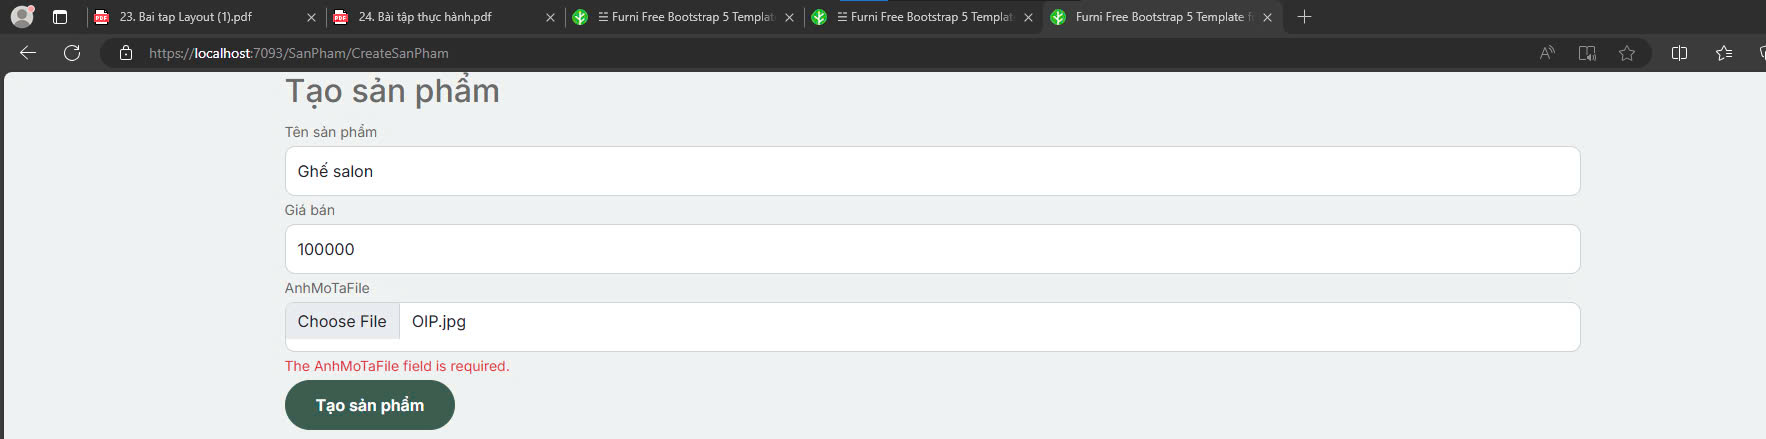 23. Bai tap Layout (1).pdf
24. Bài tập thực hành.pdf
Furni Free Bootstrap 5 Template
Furni Free Bootstrap 5 Template
Furni Free Bootstrap 5 Template f
https://localhost:7093/SanPham/CreateSanPham
Tạo sản phẩm
Tên sản phẩm
Ghế salon
Giá bán
100000
AnhMoTaFile
Choose File OIP.jpg
The AnhMoTaFile field is required.
Tạo sản phẩm